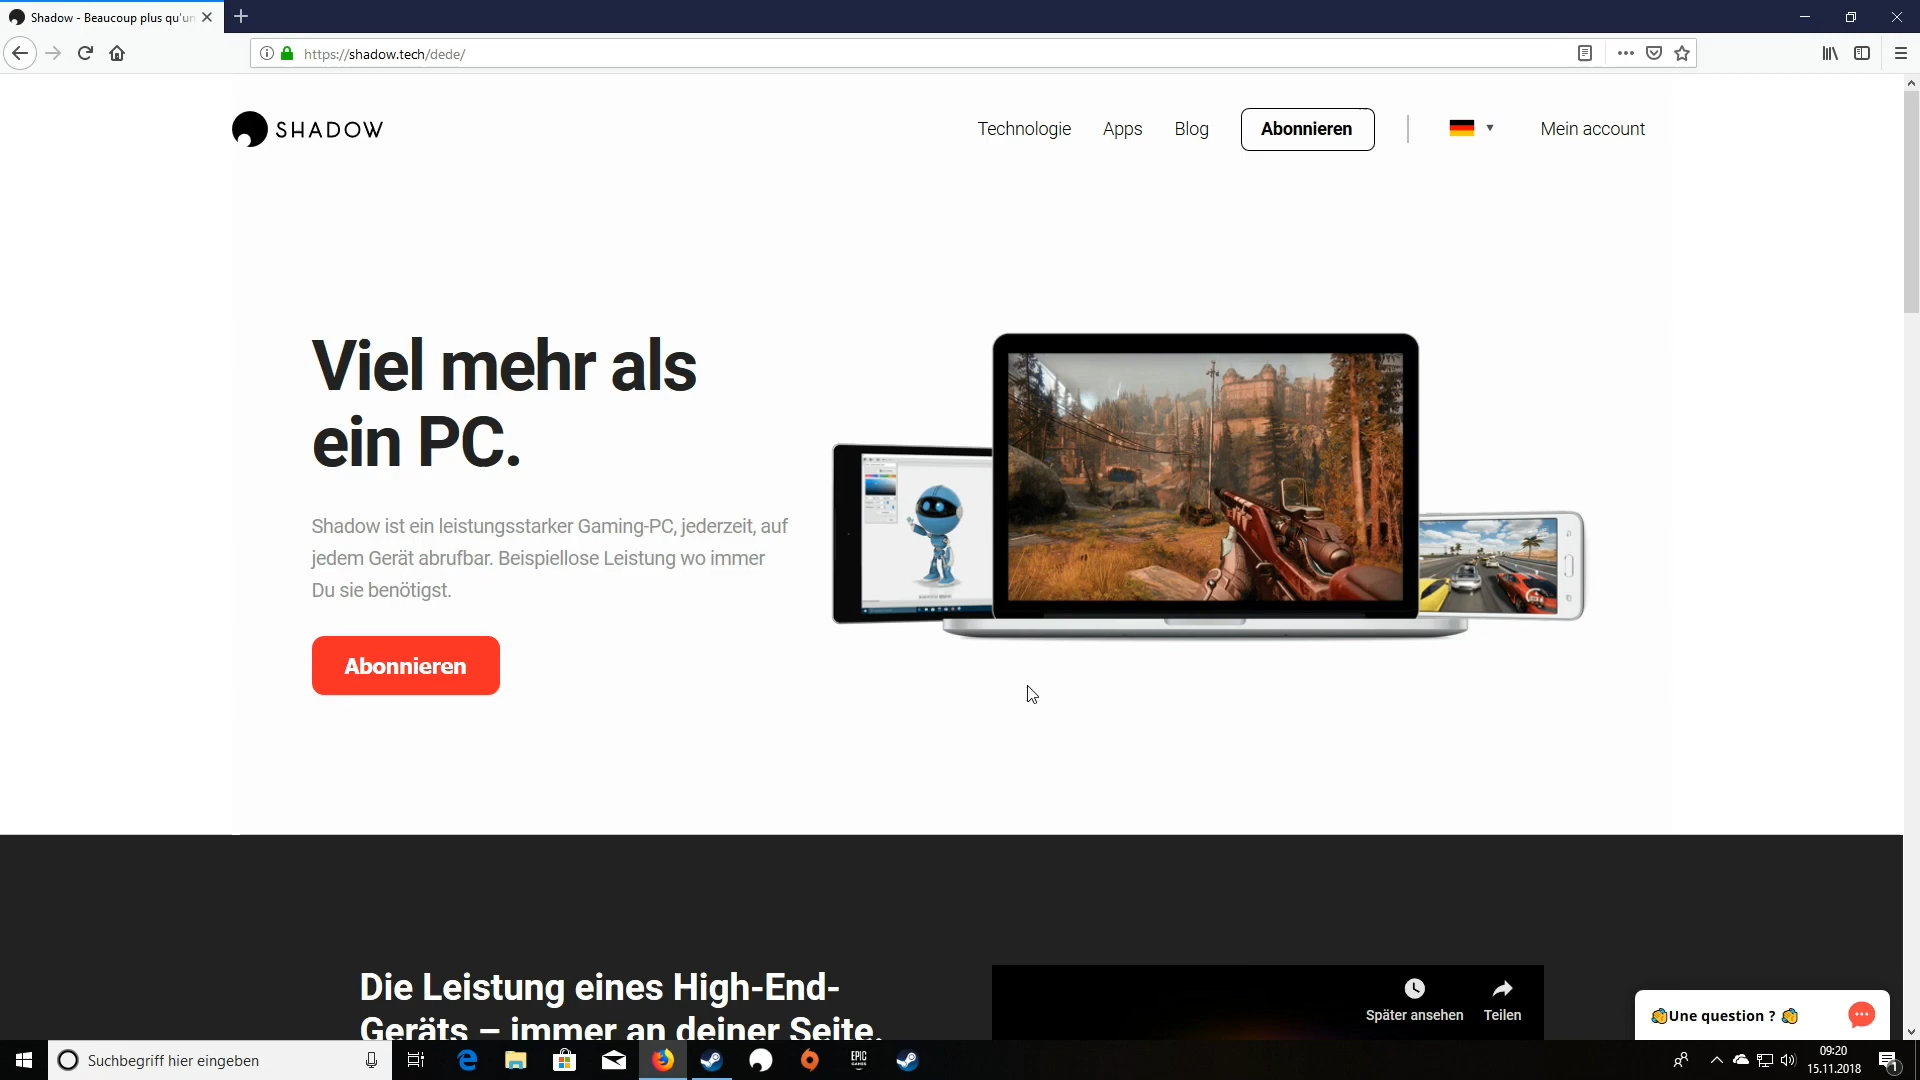 Shadow - Beaucoup plus qu'un
https://shadow.tech/dede/
SHADOW
Technologie
Apps
Blog
Abonnieren
Mein account
Viel mehr als
ein PC.
Shadow ist ein leistungsstarker Gaming-PC, jederzeit, auf
jedem Gerät abrufbar. Beispiellose Leistung wo immer
Du sie benötigst.
Abonnieren
Die Leistung eines High-End-
Geräts – immer an deiner Seite.
Später ansehen
Teilen
Une question ?
Suchbegriff hier eingeben
EPIC
GAMES
09:20
15.11.2018
1